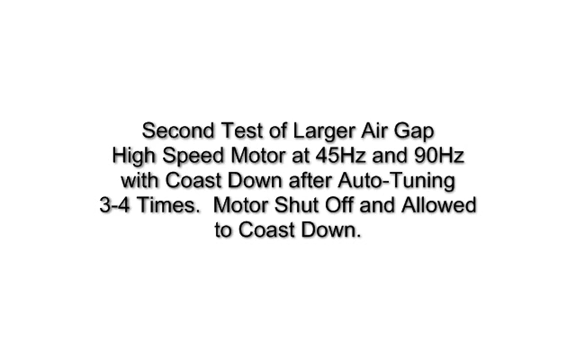 Second Test of Larger Air Gap
High Speed Motor at 45Hz and 90Hz
with Coast Down after Auto-Tuning
3-4 Times.  Motor Shut Off and Allowed
to Coast Down.